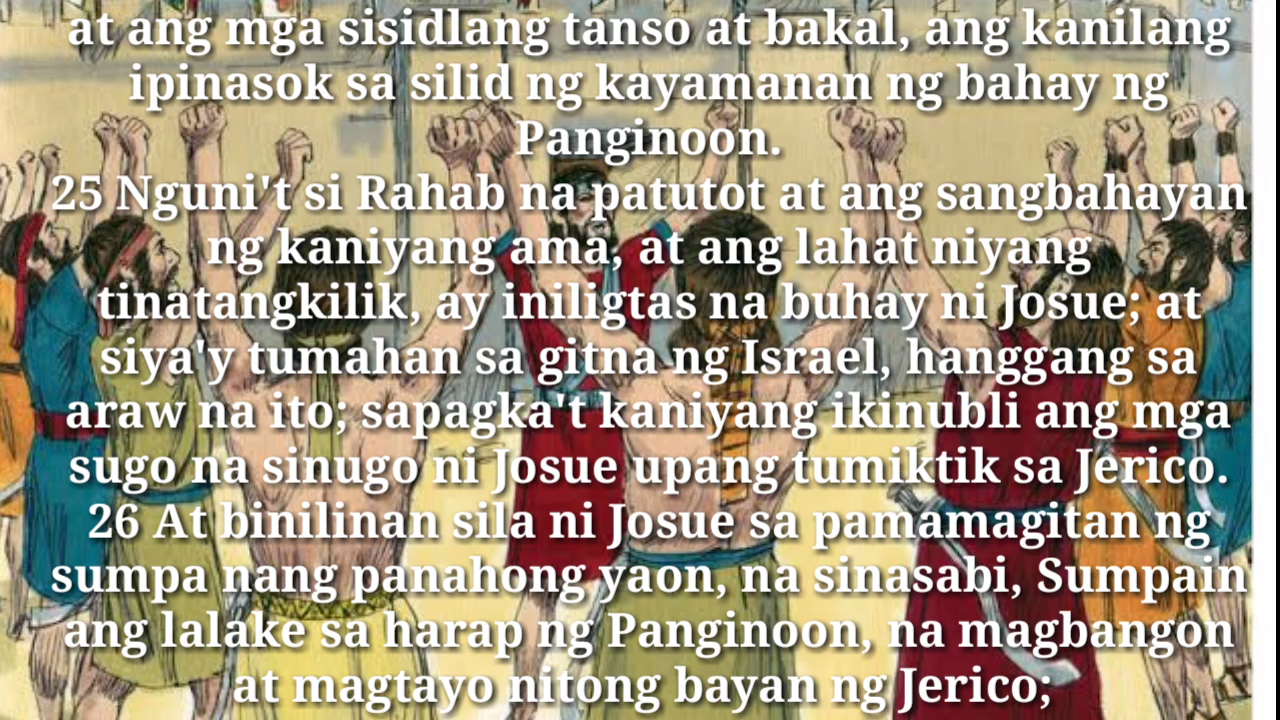 at ang mga sisidlang tanso at bakal, ang kanilang
ipinasok sa silid ng kayamanan ng bahay ng
Panginoon.
25 Nguni't si Rahab na patutot at ang sangbahayan
ng kaniyang ama, at ang lahat niyang
tinatangkilik, ay iniligtas na buhay ni Josue; at
siya'y tumahan sa gitna ng Israel, hanggang sa
araw na ito; sapagka't kaniyang ikinubli ang mga
sugo na sinugo ni Josue upang tumiktik sa Jerico.
26 At binilinan sila ni Josue sa pamamagitan ng
sumpa nang panahong yaon, na sinasabi, Sumpain
ang lalake sa harap ng Panginoon, na magbangon
at magtayo nitong bayan ng Jerico;